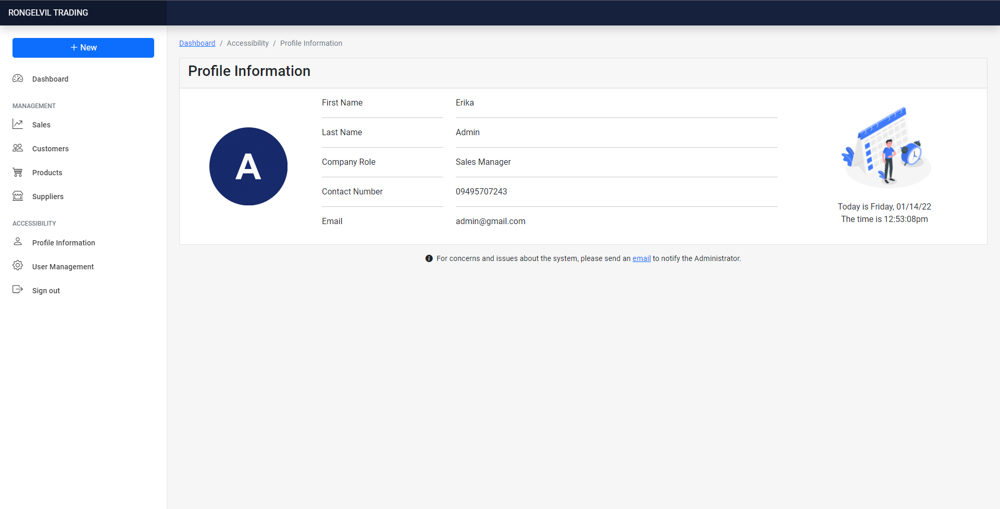 RONGELVIL TRADING
New
Dashboard
MANAGEMENT
Sales
Customers
Products
Suppliers
ACCESSIBILITY
Profile Information
User Management
Sign out
Dashboard / Accessibility / Profile Information
Profile Information
A
First Name Erika
Last Name Admin
Company Role Sales Manager
Contact Number 09495707243
Email admin@gmail.com
Today is Friday, 01/14/22
The time is 12:53:08pm
For concerns and issues about the system, please send an email to notify the Administrator.